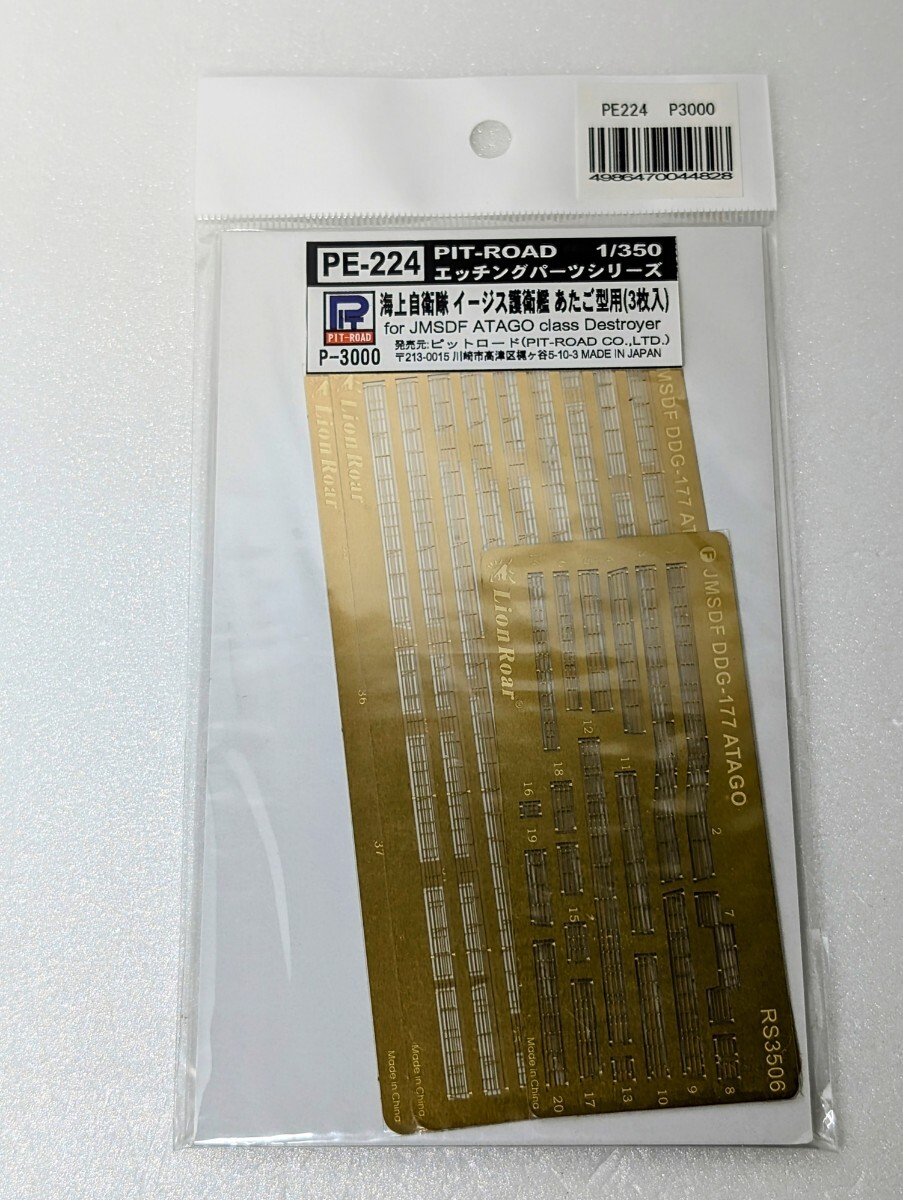 PE224 P3000
4986470044828
PE-224
PIT-ROAD 1/350
エッチングパーツシリーズ
PIT
PIT-ROAD
P-3000
海上自衛隊 イージス護衛艦 あたご型用(3枚入)
for JMSDF ATAGO class Destroyer
発売元:ピットロード(PIT-ROAD CO.,LTD.)
〒213-0015 川崎市高津区梶ヶ谷5-10-3 MADE IN JAPAN
Lion Roar
Lion Roar
JMSDF DDG-177 AT
36
37
Made in China
Made in China
Lion Roar®
F JMSDF DDG-177 ATAGO
12
11
18
16
19
2
15
7
RS3506
Made in China
20
17
13
10
9
8